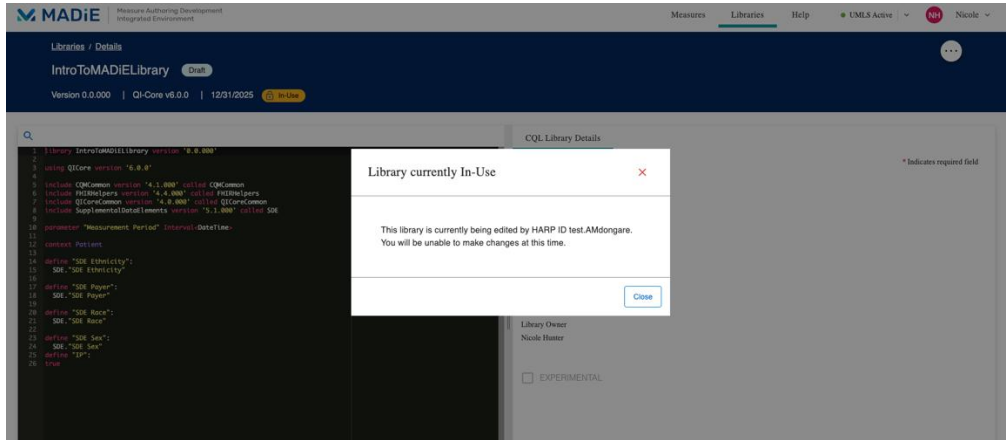 MADiE
Measure Authoring Development
Integrated Environment
Measures Libraries Help UMLS Active NH Nicole
Libraries / Details
IntroToMADiELibrary Draft
Version 0.0.000 | QI-Core v6.0.0 | 12/31/2025 In-Use
CQL Library Details
* Indicates required field
1 library IntroToMADiELibrary version '0.0.000'
2
3 using QICore version '6.0.0'
4
5 include CQMCommon version '4.1.000' called CQMCommon
6 include FHIRHelpers version '4.4.000' called FHIRHelpers
7 include QICoreCommon version '4.0.000' called QICoreCommon
8 include SupplementalDataElements version '5.1.000' called SDE
9
10 parameter "Measurement Period" Interval<DateTime>
11
12 context Patient
13
14 define "SDE Ethnicity":
15 SDE."SDE Ethnicity"
16
17 define "SDE Payer":
18 SDE."SDE Payer"
19
20 define "SDE Race":
21 SDE."SDE Race"
22
23 define "SDE Sex":
24 SDE."SDE Sex"
25 define "IP":
26 true
Library currently In-Use
This library is currently being edited by HARP ID test.AMdongare.
You will be unable to make changes at this time.
Close
Library Owner
Nicole Hunter
EXPERIMENTAL